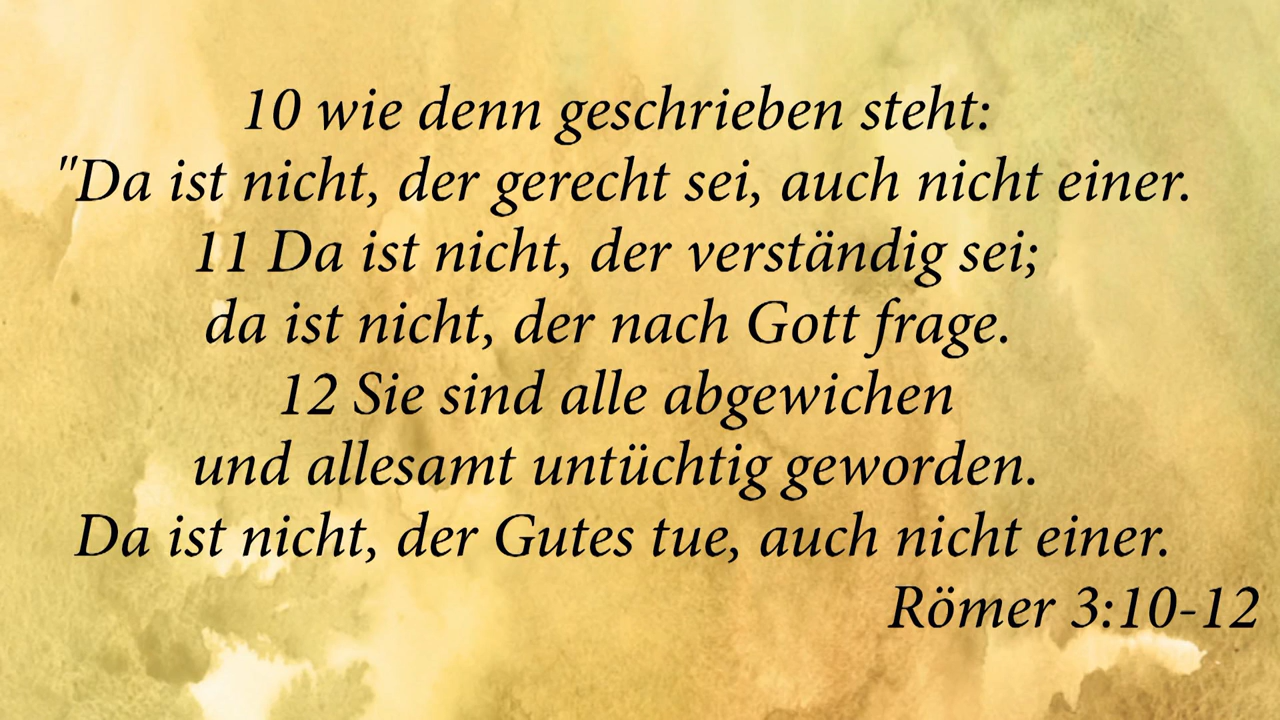 10 wie denn geschrieben steht:
"Da ist nicht, der gerecht sei, auch nicht einer.
11 Da ist nicht, der verständig sei;
da ist nicht, der nach Gott frage.
12 Sie sind alle abgewichen
und allesamt untüchtig geworden.
Da ist nicht, der Gutes tue, auch nicht einer.
Römer 3:10-12